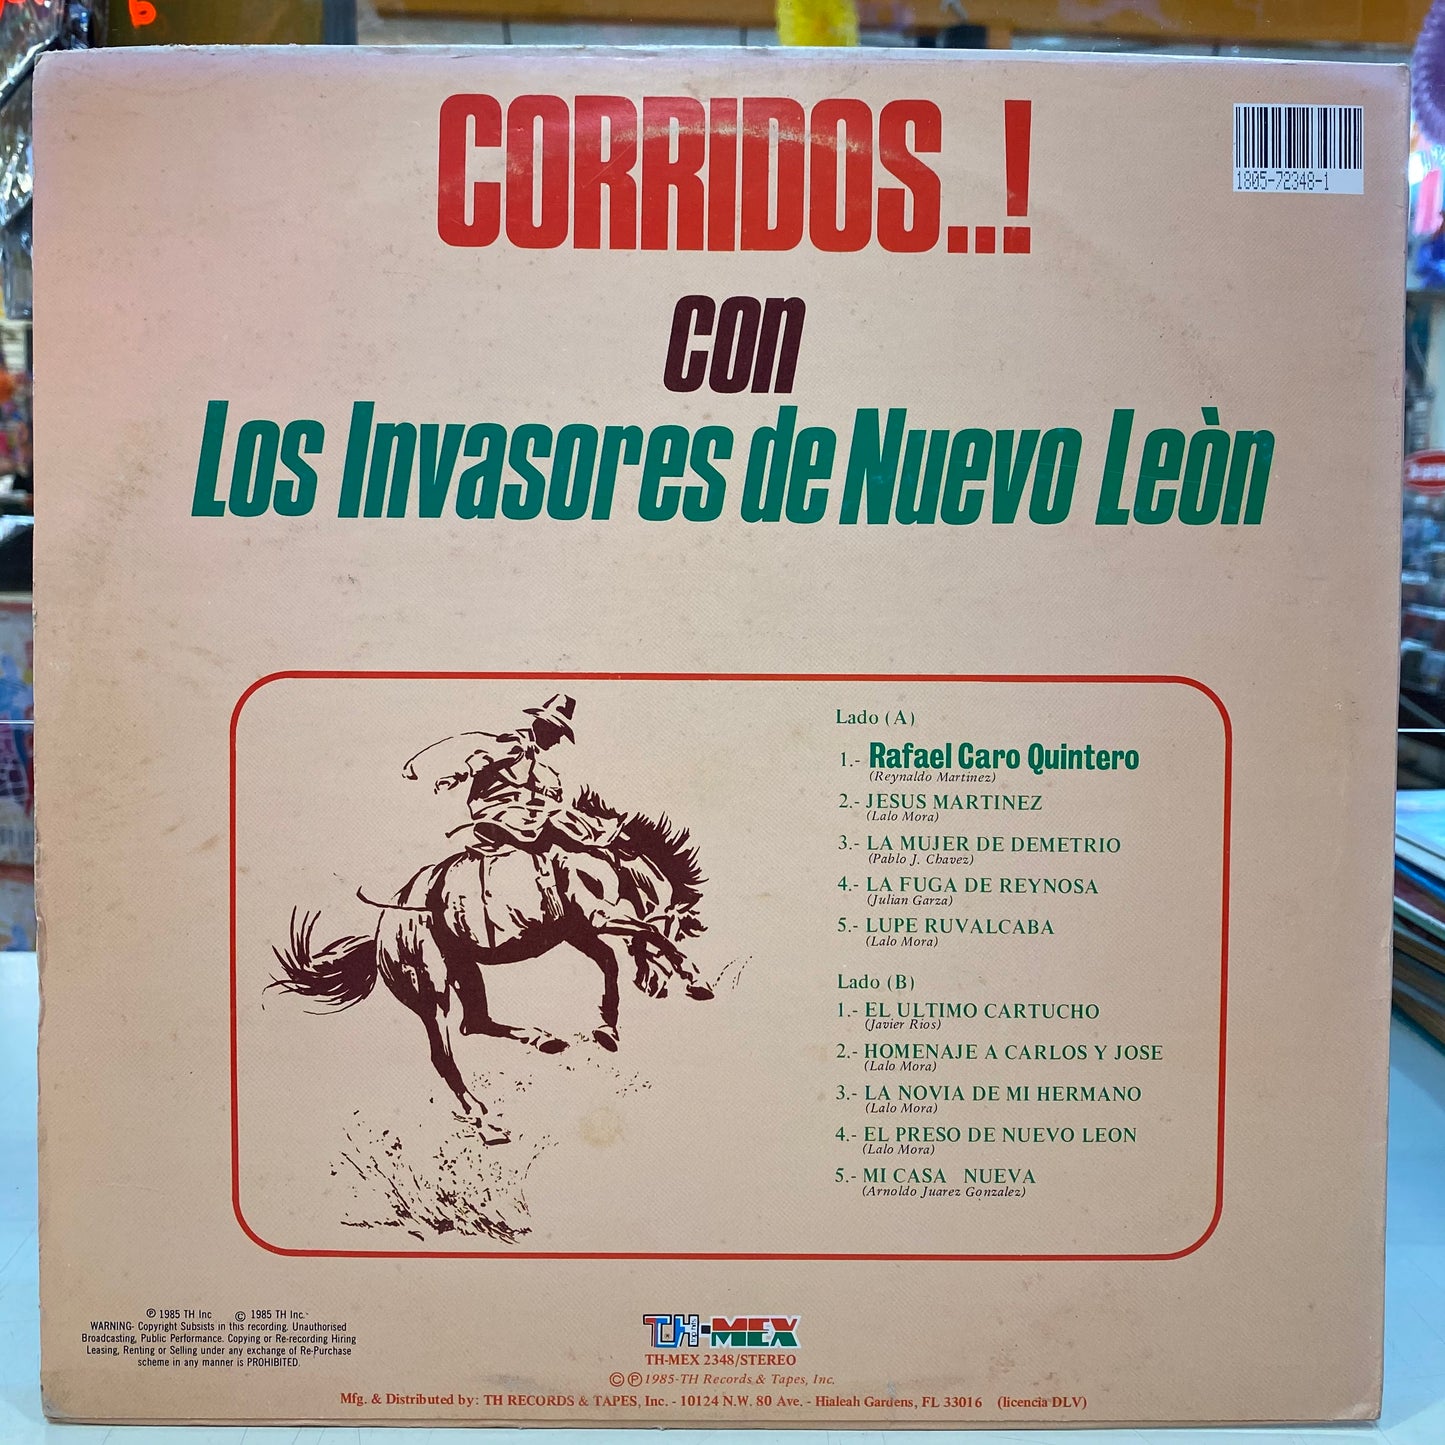 CORRIDOS..!
1805-72348-1
con
Los Invasores de Nuevo Leòn
Lado (A)
1.- Rafael Caro Quintero
(Reynaldo Martinez)
2.- JESUS MARTINEZ
(Lalo Mora)
3.- LA MUJER DE DEMETRIO
(Pablo J. Chavez)
4.- LA FUGA DE REYNOSA
(Julian Garza)
5.- LUPE RUVALCABA
(Lalo Mora)
Lado (B)
1.- EL ULTIMO CARTUCHO
(Javier Rios)
2.- HOMENAJE A CARLOS Y JOSE
(Lalo Mora)
3.- LA NOVIA DE MI HERMANO
(Lalo Mora)
4.- EL PRESO DE NUEVO LEON
(Lalo Mora)
5.- MI CASA NUEVA
(Arnoldo Juarez Gonzalez)
℗ 1985 TH Inc © 1985 TH Inc.
WARNING- Copyright Subsists in this recording. Unauthorised
Broadcasting, Public Performance. Copying or Re-recording Hiring
Leasing, Renting or Selling under any exchange of Re-Purchase
scheme in any manner is PROHIBITED.
TH-MEX
TH-MEX 2348/STEREO
©℗1985-TH Records & Tapes, Inc.
Mfg. & Distributed by: TH RECORDS & TAPES, Inc. - 10124 N.W. 80 Ave. - Hialeah Gardens, FL 33016 (licencia DLV)